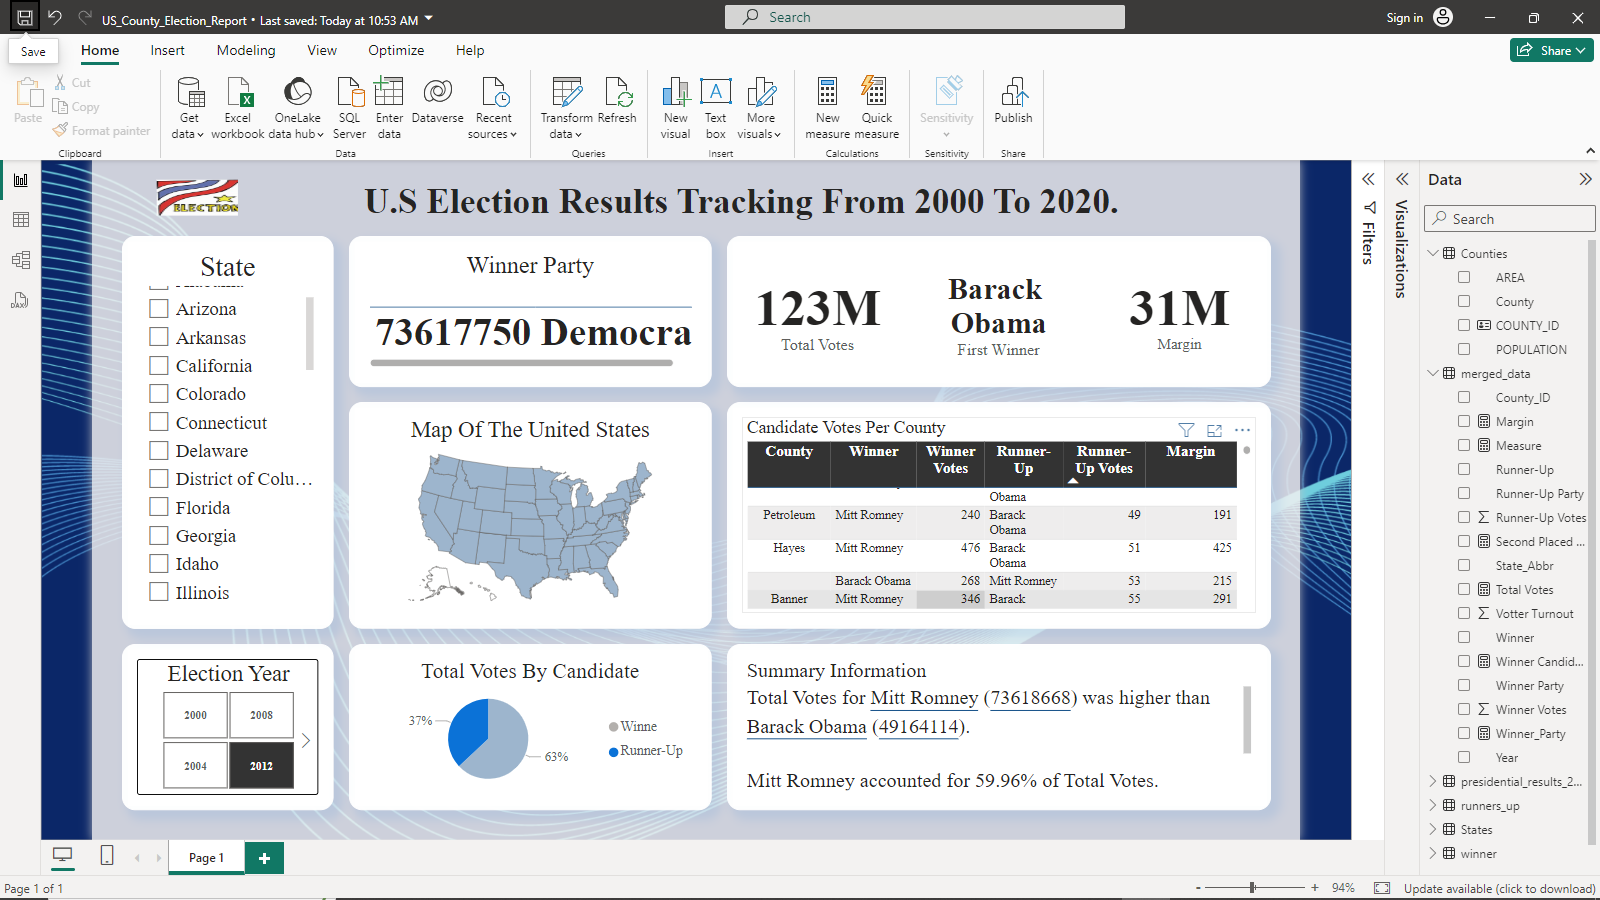 US_County_Election_Report • Last saved: Today at 10:53 AM
Search
Sign in
Save
Home
Insert
Modeling
View
Optimize
Help
Share
Paste
Cut
Copy
Format painter
Clipboard
Get data
Excel workbook
OneLake data hub
SQL Server
Enter data
Dataverse
Recent sources
Data
Transform data
Refresh
Queries
New visual
Text box
More visuals
Insert
New measure
Quick measure
Calculations
Sensitivity
Sensitivity
Publish
Share
ELECTION
U.S Election Results Tracking From 2000 To 2020.
State
Arizona
Arkansas
California
Colorado
Connecticut
Delaware
District of Colu...
Florida
Georgia
Idaho
Illinois
Winner Party
73617750 Democra
123M
Total Votes
Barack
Obama
First Winner
31M
Margin
Map Of The United States
Candidate Votes Per County
County Winner Winner Votes Runner-Up Runner-Up Votes Margin
Obama
Petroleum Mitt Romney 240 Barack Obama 49 191
Hayes Mitt Romney 476 Barack Obama 51 425
Barack Obama 268 Mitt Romney 53 215
Banner Mitt Romney 346 Barack 55 291
Election Year
2000 2008
2004 2012
Total Votes By Candidate
37%
63%
Winne
Runner-Up
Summary Information
Total Votes for Mitt Romney (73618668) was higher than
Barack Obama (49164114).
Mitt Romney accounted for 59.96% of Total Votes.
Filters
Visualizations
Data
Search
Counties
AREA
County
COUNTY_ID
POPULATION
merged_data
County_ID
Margin
Measure
Runner-Up
Runner-Up Party
Runner-Up Votes
Second Placed ...
State_Abbr
Total Votes
Votter Turnout
Winner
Winner Candid...
Winner Party
Winner Votes
Winner_Party
Year
presidential_results_2...
runners_up
States
winner
Page 1
Page 1 of 1
- + 94%
Update available (click to download)